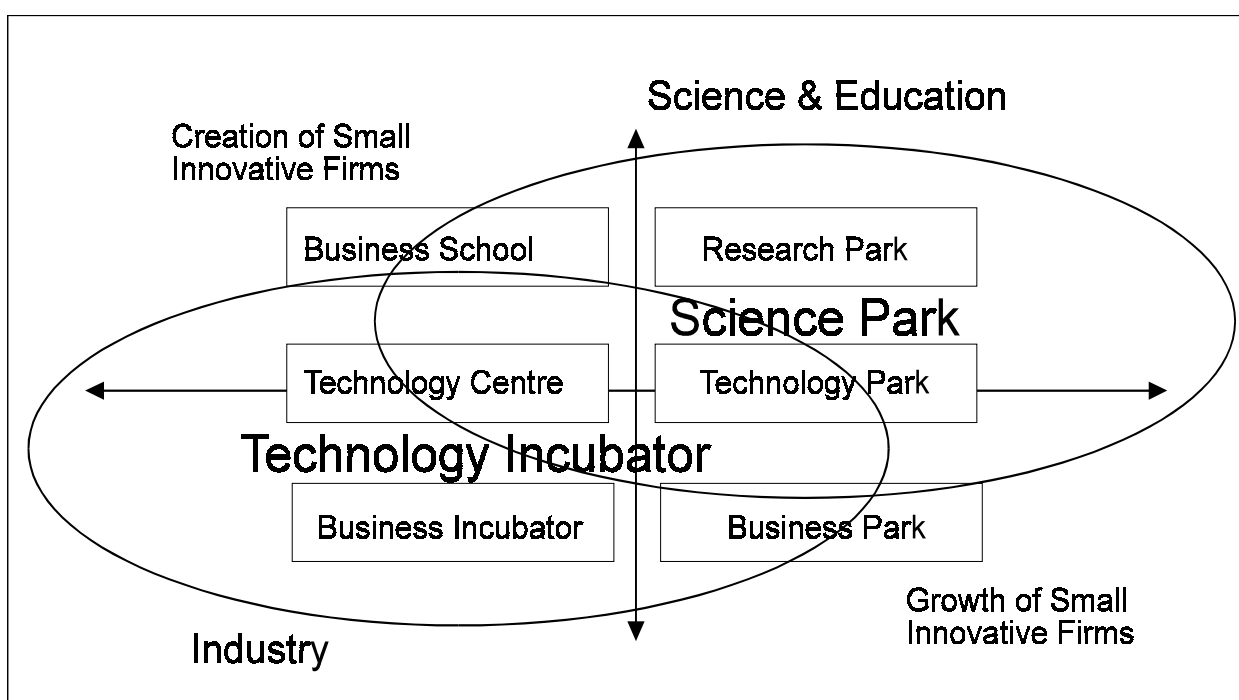 Science & Education
Creation of Small
Innovative Firms
Business School
Research Park
Science Park
Technology Centre
Technology Park
Technology Incubator
Business Incubator
Business Park
Growth of Small
Innovative Firms
Industry